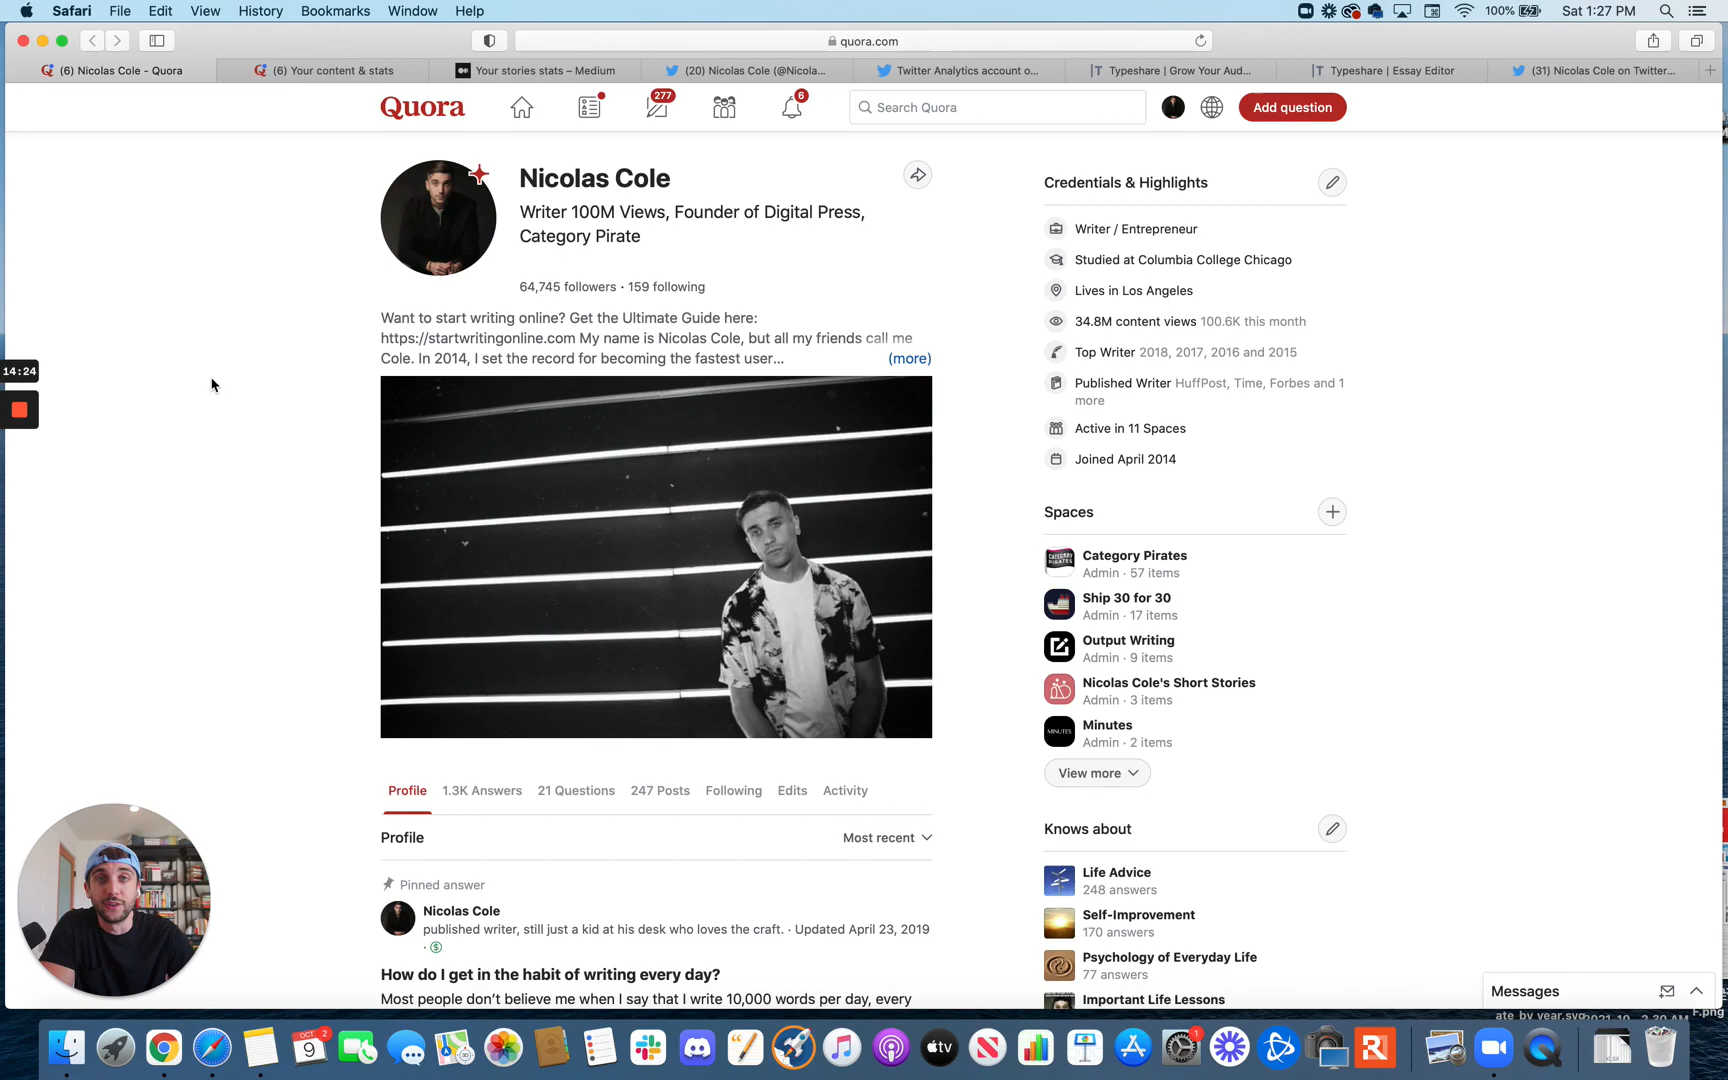 Safari File Edit View History Bookmarks Window Help
100% Sat 1:27 PM
quora.com
(6) Nicolas Cole - Quora
(6) Your content & stats
Your stories stats – Medium
(20) Nicolas Cole (@Nicola...
Twitter Analytics account o...
Typeshare | Grow Your Aud...
Typeshare | Essay Editor
(31) Nicolas Cole on Twitter...
Quora
277
6
Search Quora
Add question
Nicolas Cole
Writer 100M Views, Founder of Digital Press,
Category Pirate
64,745 followers · 159 following
Want to start writing online? Get the Ultimate Guide here:
https://startwritingonline.com My name is Nicolas Cole, but all my friends call me
Cole. In 2014, I set the record for becoming the fastest user...
(more)
14:24
Profile
1.3K Answers
21 Questions
247 Posts
Following
Edits
Activity
Profile
Most recent
Pinned answer
Nicolas Cole
published writer, still just a kid at his desk who loves the craft. · Updated April 23, 2019
·
How do I get in the habit of writing every day?
Most people don't believe me when I say that I write 10,000 words per day, every
Credentials & Highlights
Writer / Entrepreneur
Studied at Columbia College Chicago
Lives in Los Angeles
34.8M content views 100.6K this month
Top Writer 2018, 2017, 2016 and 2015
Published Writer HuffPost, Time, Forbes and 1
more
Active in 11 Spaces
Joined April 2014
Spaces
Category Pirates
Admin · 57 items
Ship 30 for 30
Admin · 17 items
Output Writing
Admin · 9 items
Nicolas Cole's Short Stories
Admin · 3 items
MINUTES
Minutes
Admin · 2 items
View more
Knows about
Life Advice
248 answers
Self-Improvement
170 answers
Psychology of Everyday Life
77 answers
Important Life Lessons
Messages
F.png
OCT
9
2
tv
1
XLSX